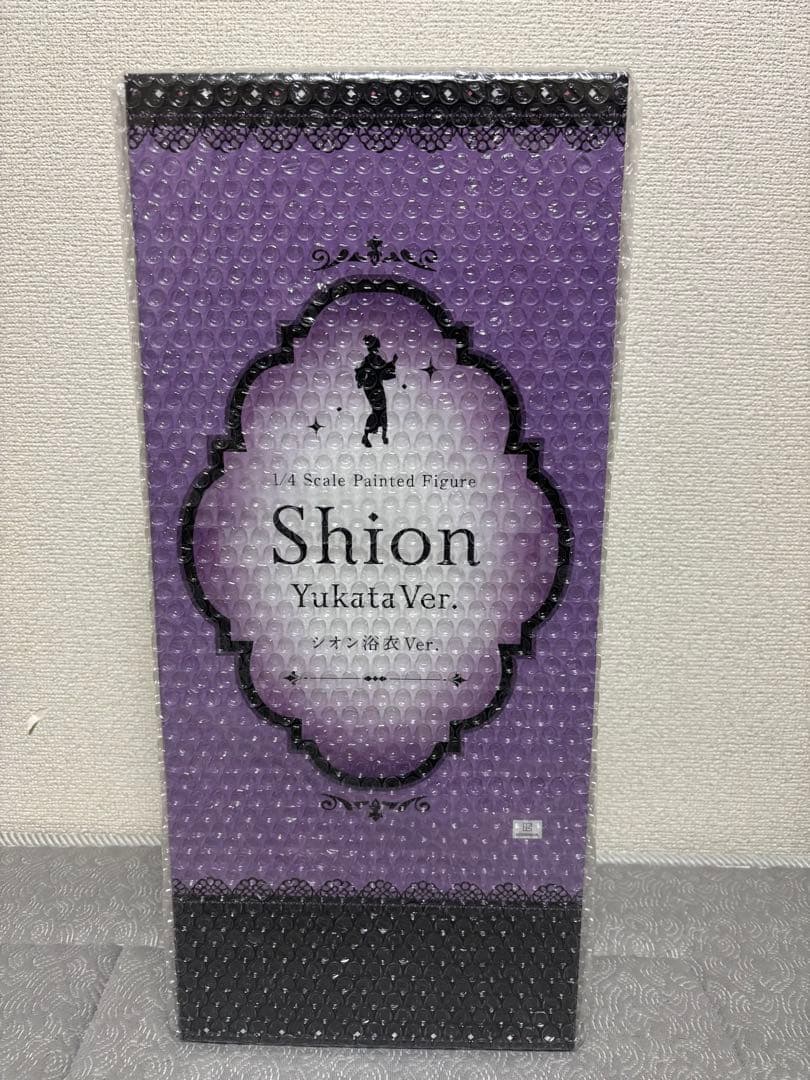 1/4 Scale Painted Figure
Shion
Yukata Ver.
シオン浴衣Ver.